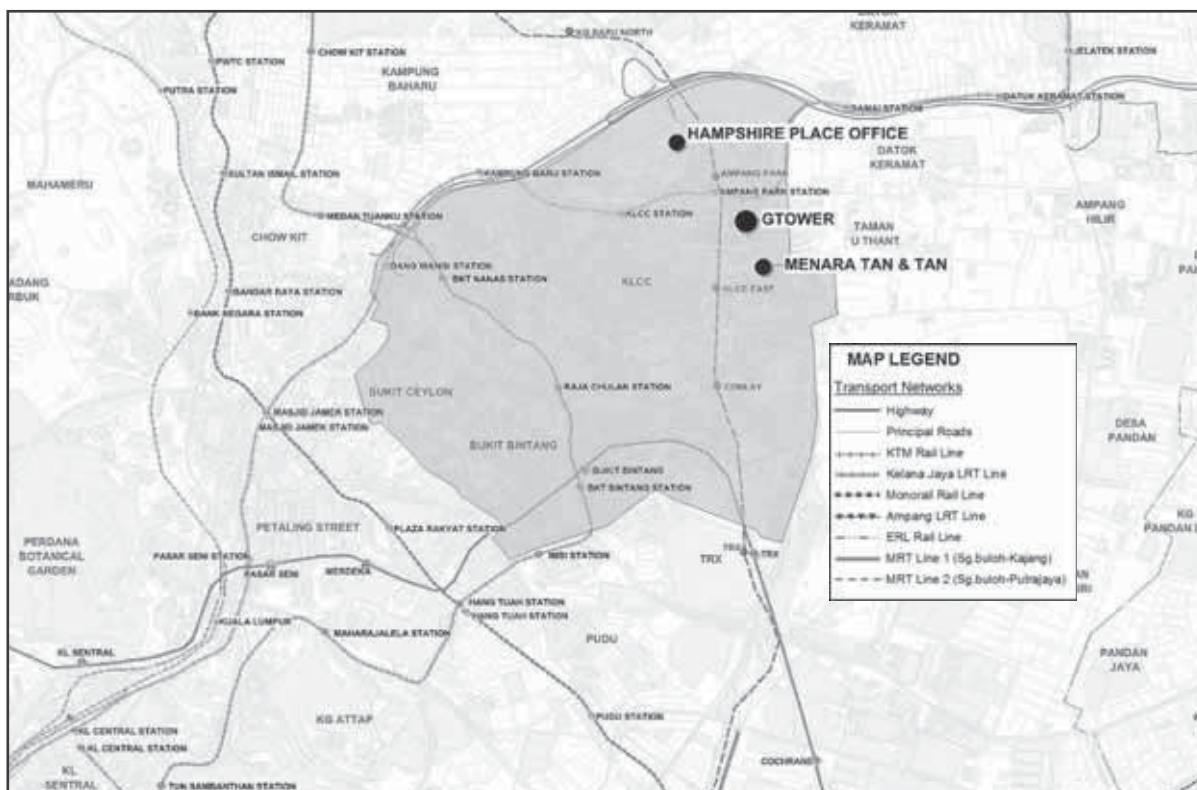 DATUK
KERAMAT
KG BARU NORTH
CHOW KIT STATION
JELATEK STATION
PWTC STATION
KAMPUNG
BAHARU
PUTRA STATION
DATUK KERAMAT STATION
DAMAI STATION
HAMPSHIRE PLACE OFFICE
DATOK
KERAMAT
SULTAN ISMAIL STATION
KAMPUNG BARU STATION
AMPANG PARK
MAHAMERU
AMPANG PARK STATION
AMPANG
HILIR
MEDAN TUANKU STATION
KLCC STATION
GTOWER
CHOW KIT
TAMAN
U THANT
DANG WANGI STATION
MENARA TAN & TAN
BKT NANAS STATION
KLCC
KLCC EAST
BANDAR RAYA STATION
BANK NEGARA STATION
MAP LEGEND
Transport Networks
Highway
Principal Roads
KTM Rail Line
Kelana Jaya LRT Line
Monorail Rail Line
Ampang LRT Line
ERL Rail Line
MRT Line 1 (Sg.buloh-Kajang)
MRT Line 2 (Sg.buloh-Putrajaya)
RAJA CHULAN STATION
CONLAY
BUKIT CEYLON
MASJID JAMEK STATION
MASJID JAMEK STATION
DESA
PANDAN
BUKIT BINTANG
BUKIT BINTANG
BKT BINTANG STATION
PETALING STREET
PLAZA RAKYAT STATION
KG
PERDANA
BOTANICAL
GARDEN
PASAR SENI STATION
PASAR SENI
MERDEKA
IMBI STATION
TRX
TRX
TRX
HANG TUAH STATION
HANG TUAH STATION
KUALA LUMPUR
MAHARAJALELA STATION
PUDU
KL SENTRAL
PANDAN
JAYA
KG ATTAP
PUDU STATION
KL CENTRAL STATION
KL CENTRAL STATION
COCHRANE
KL
SENTRAL
TUN SAMBANTHAN STATION